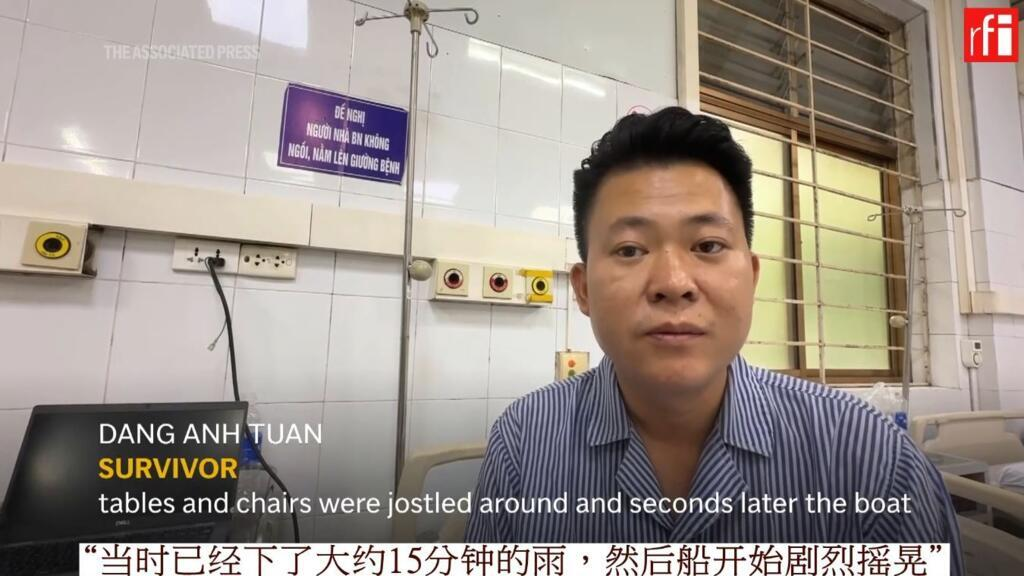 THE ASSOCIATED PRESS
rfi
ĐỀ NGHỊ
NGƯỜI NHÀ BN KHÔNG
NGỒI, NẰM LÊN GIƯỜNG BỆNH
DANG ANH TUAN
SURVIVOR
tables and chairs were jostled around and seconds later the boat
“当时已经下了大约15分钟的雨，然后船开始剧烈摇晃”